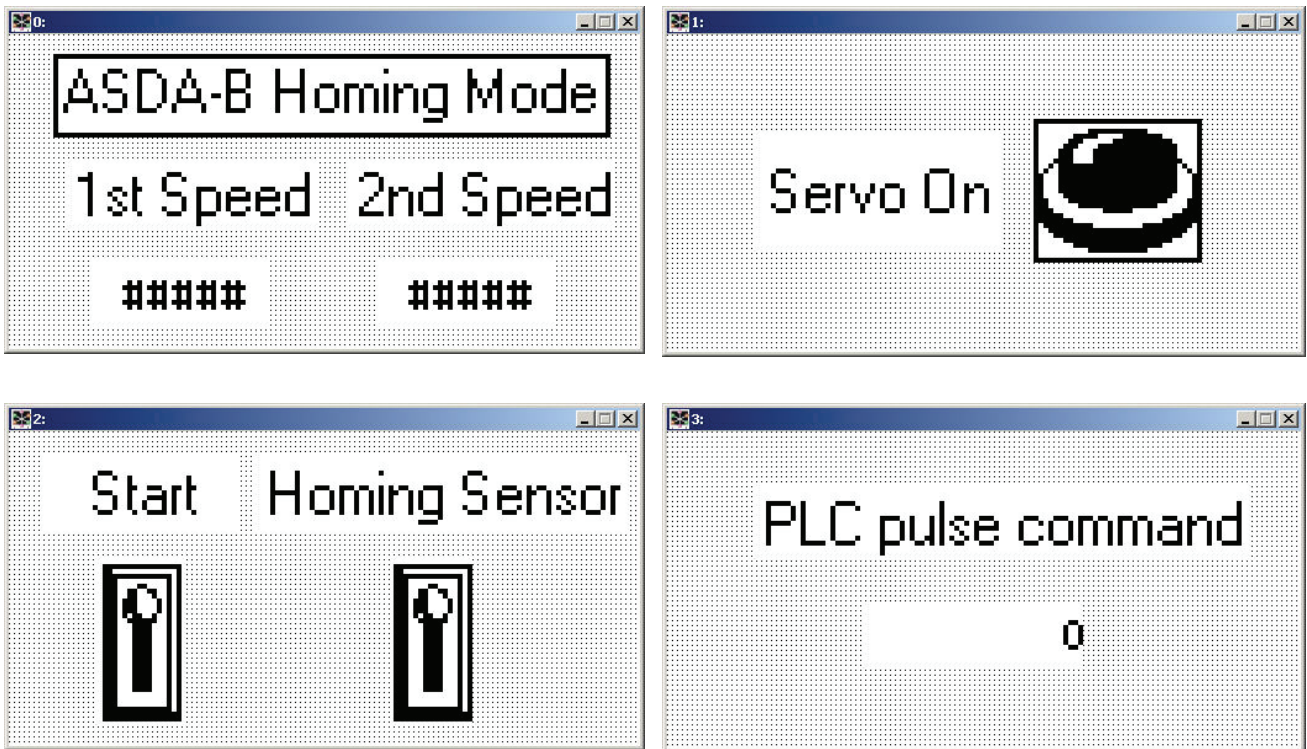 0:
ASDA-B Homing Mode
1st Speed 2nd Speed
##### #####
1:
Servo On
2:
Start Homing Sensor
3:
PLC pulse command
0